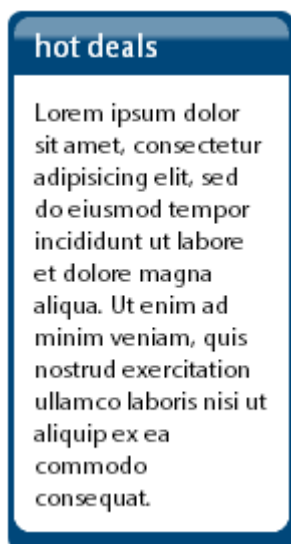 hot deals
Lorem ipsum dolor
sit amet, consectetur
adipisicing elit, sed
do eiusmod tempor
incididunt ut labore
et dolore magna
aliqua. Ut enim ad
minim veniam, quis
nostrud exercitation
ullamco laboris nisi ut
aliquip ex ea
commodo
consequat.